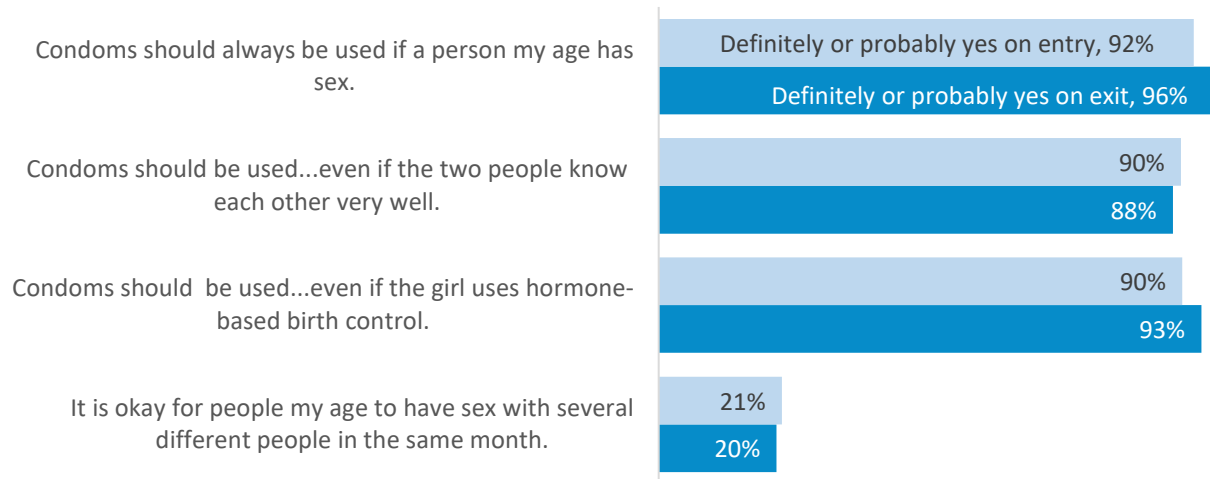 Condoms should always be used if a person my age has
sex.
Definitely or probably yes on entry, 92%
Definitely or probably yes on exit, 96%
Condoms should be used...even if the two people know
each other very well.
90%
88%
Condoms should  be used...even if the girl uses hormone-
based birth control.
90%
93%
It is okay for people my age to have sex with several
different people in the same month.
21%
20%